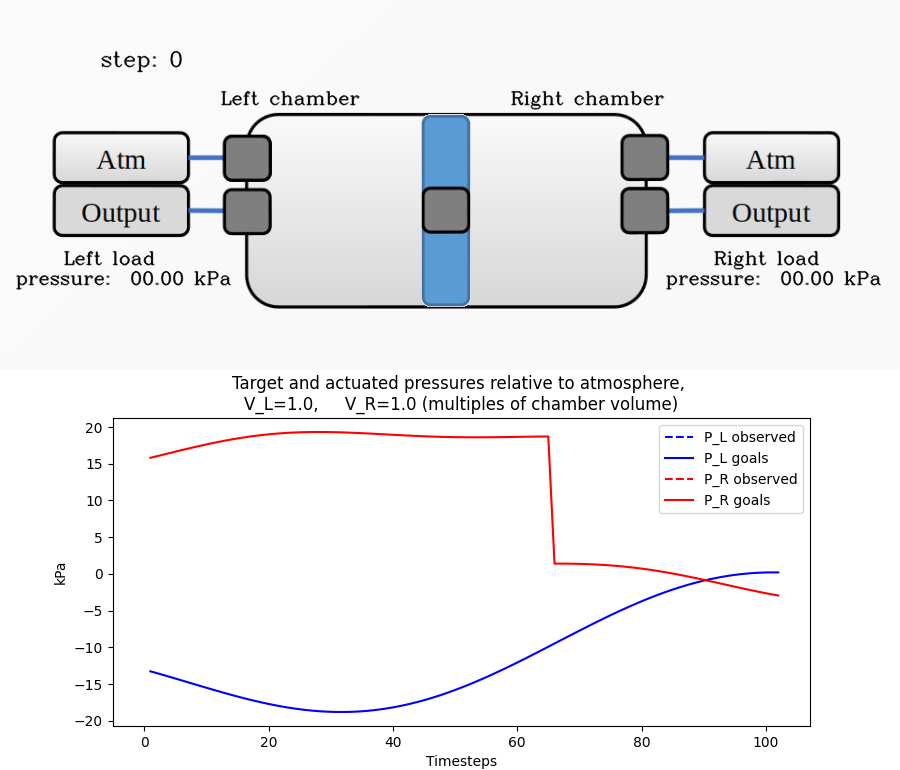 step: 0
Left chamber
Right chamber
Atm
Atm
Output
Output
Left load
pressure: 00.00 kPa
Right load
pressure: 00.00 kPa
Target and actuated pressures relative to atmosphere,
V_L=1.0, V_R=1.0 (multiples of chamber volume)
20
15
10
5
0
−5
−10
−15
−20
kPa
P_L observed
P_L goals
P_R observed
P_R goals
0 20 40 60 80 100
Timesteps